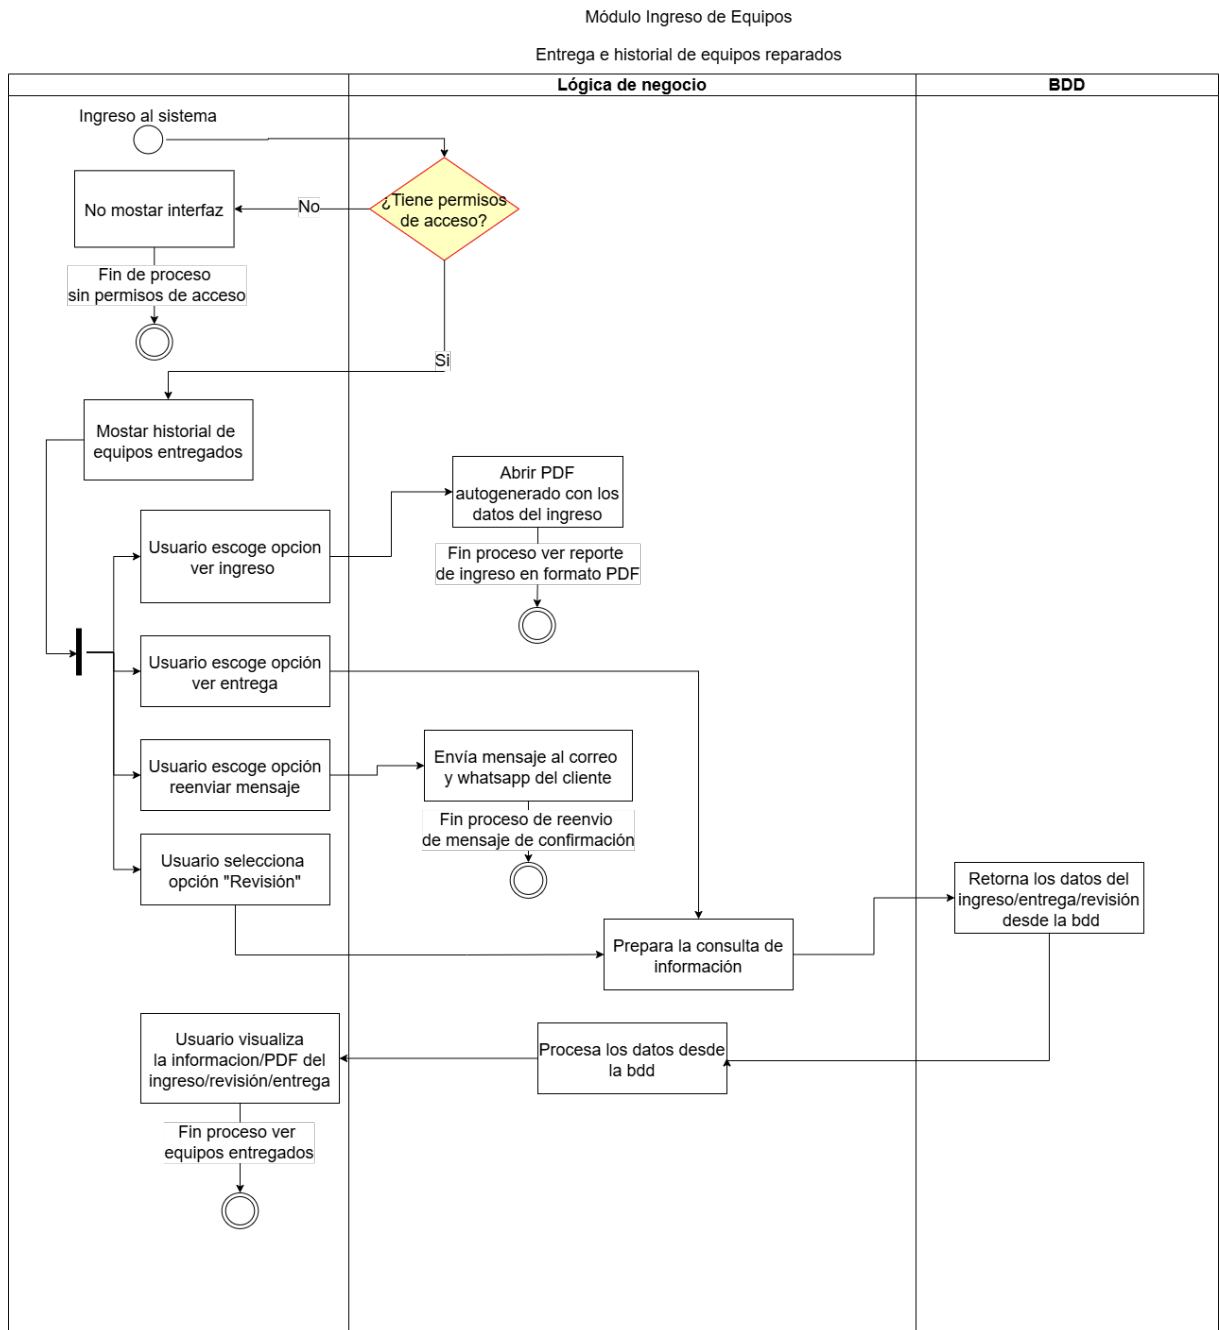 Módulo Ingreso de Equipos
Entrega e historial de equipos reparados
Lógica de negocio
BDD
Ingreso al sistema
¿Tiene permisos
de acceso?
No
No mostar interfaz
Fin de proceso
sin permisos de acceso
Si
Mostar historial de
equipos entregados
Abrir PDF
autogenerado con los
datos del ingreso
Usuario escoge opcion
ver ingreso
Fin proceso ver reporte
de ingreso en formato PDF
Usuario escoge opción
ver entrega
Usuario escoge opción
reenviar mensaje
Envía mensaje al correo
y whatsapp del cliente
Fin proceso de reenvio
de mensaje de confirmación
Usuario selecciona
opción "Revisión"
Retorna los datos del
ingreso/entrega/revisión
desde la bdd
Prepara la consulta de
información
Usuario visualiza
la informacion/PDF del
ingreso/revisión/entrega
Procesa los datos desde
la bdd
Fin proceso ver
equipos entregados